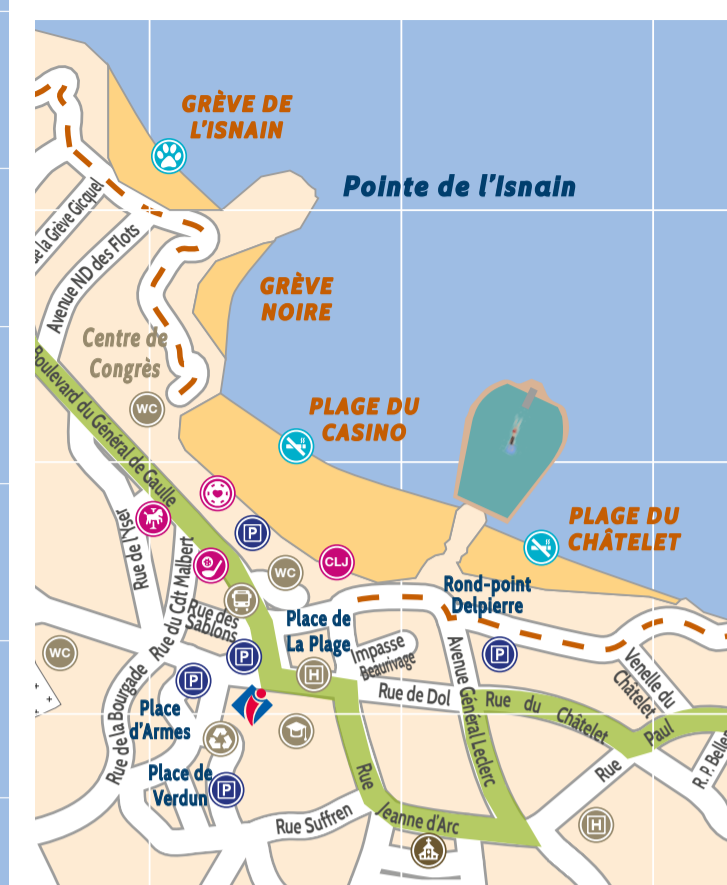 GRÈVE DE
L'ISNAIN
Pointe de l'Isnain
de la Grève Gicquel
Avenue ND des Flots
GRÈVE
NOIRE
Centre de
Congrès
WC
Boulevard du Général de Gaulle
PLAGE DU
CASINO
PLAGE DU
CHÂTELET
P
WC
CLJ
Rue de l'Yser
Rue du Cdt Malbert
Rue des
Sablons
Rond-point
Delpierre
Place de
La Plage
Impasse
Beaurivage
WC
P
P
P
H
Venelle du
Châtelet
Rue de Dol
Avenue Général Leclerc
Rue du Châtelet
Rue de la Bourgade
Place
d'Armes
Rue Paul
R. P.
Place de
Verdun
P
Rue Jeanne d'Arc
Rue Suffren
H